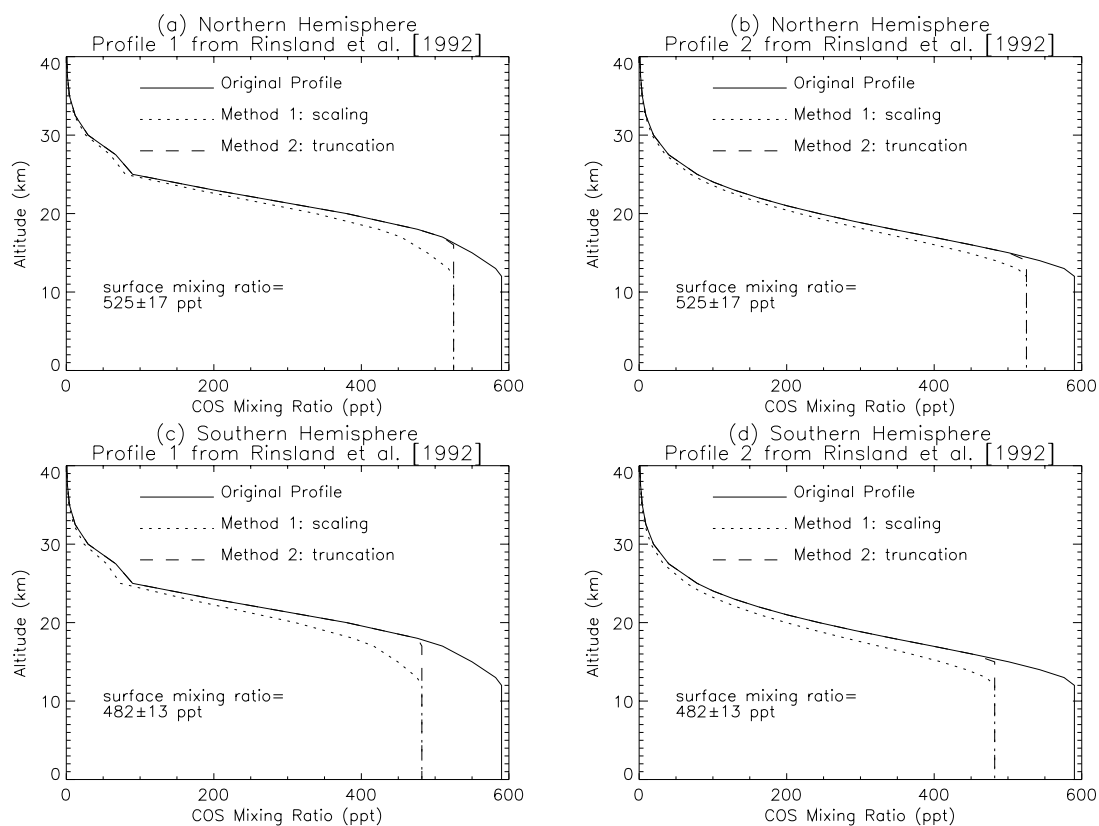 (a) Northern Hemisphere
Profile 1 from Rinsland et al. [1992]
40
30
20
10
0
Altitude (km)
Original Profile
Method 1: scaling
Method 2: truncation
surface mixing ratio=
525±17 ppt
0 200 400 600
COS Mixing Ratio (ppt)
(b) Northern Hemisphere
Profile 2 from Rinsland et al. [1992]
40
30
20
10
0
Altitude (km)
Original Profile
Method 1: scaling
Method 2: truncation
surface mixing ratio=
525±17 ppt
0 200 400 600
COS Mixing Ratio (ppt)
(c) Southern Hemisphere
Profile 1 from Rinsland et al. [1992]
40
30
20
10
0
Altitude (km)
Original Profile
Method 1: scaling
Method 2: truncation
surface mixing ratio=
482±13 ppt
0 200 400 600
COS Mixing Ratio (ppt)
(d) Southern Hemisphere
Profile 2 from Rinsland et al. [1992]
40
30
20
10
0
Altitude (km)
Original Profile
Method 1: scaling
Method 2: truncation
surface mixing ratio=
482±13 ppt
0 200 400 600
COS Mixing Ratio (ppt)